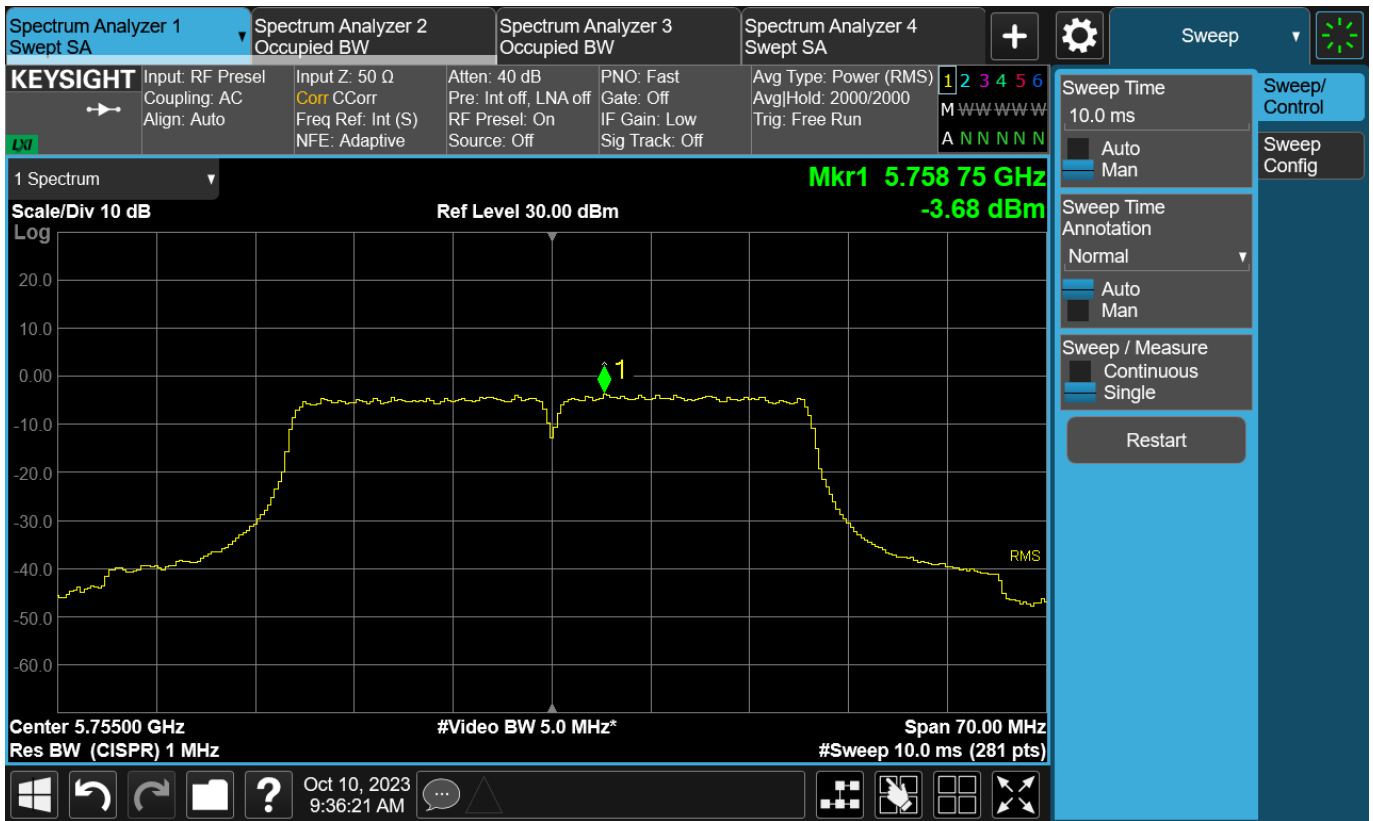 Spectrum Analyzer 1
Swept SA
Spectrum Analyzer 2
Occupied BW
Spectrum Analyzer 3
Occupied BW
Spectrum Analyzer 4
Swept SA
Sweep
KEYSIGHT
LXI
Input: RF Presel
Coupling: AC
Align: Auto
Input Z: 50 Ω
Corr CCorr
Freq Ref: Int (S)
NFE: Adaptive
Atten: 40 dB
Pre: Int off, LNA off
RF Presel: On
Source: Off
PNO: Fast
Gate: Off
IF Gain: Low
Sig Track: Off
Avg Type: Power (RMS)
Avg|Hold: 2000/2000
Trig: Free Run
1 2 3 4 5 6
M W W W W W W
A N N N N N
1 Spectrum
Mkr1 5.758 75 GHz
-3.68 dBm
Scale/Div 10 dB
Ref Level 30.00 dBm
Log
20.0
10.0
0.00
-10.0
-20.0
-30.0
-40.0
-50.0
-60.0
1
RMS
Center 5.75500 GHz
#Video BW 5.0 MHz*
Span 70.00 MHz
Res BW (CISPR) 1 MHz
#Sweep 10.0 ms (281 pts)
Sweep Time
10.0 ms
Auto
Man
Sweep Time
Annotation
Normal
Auto
Man
Sweep / Measure
Continuous
Single
Restart
Sweep/
Control
Sweep
Config
?
Oct 10, 2023
9:36:21 AM